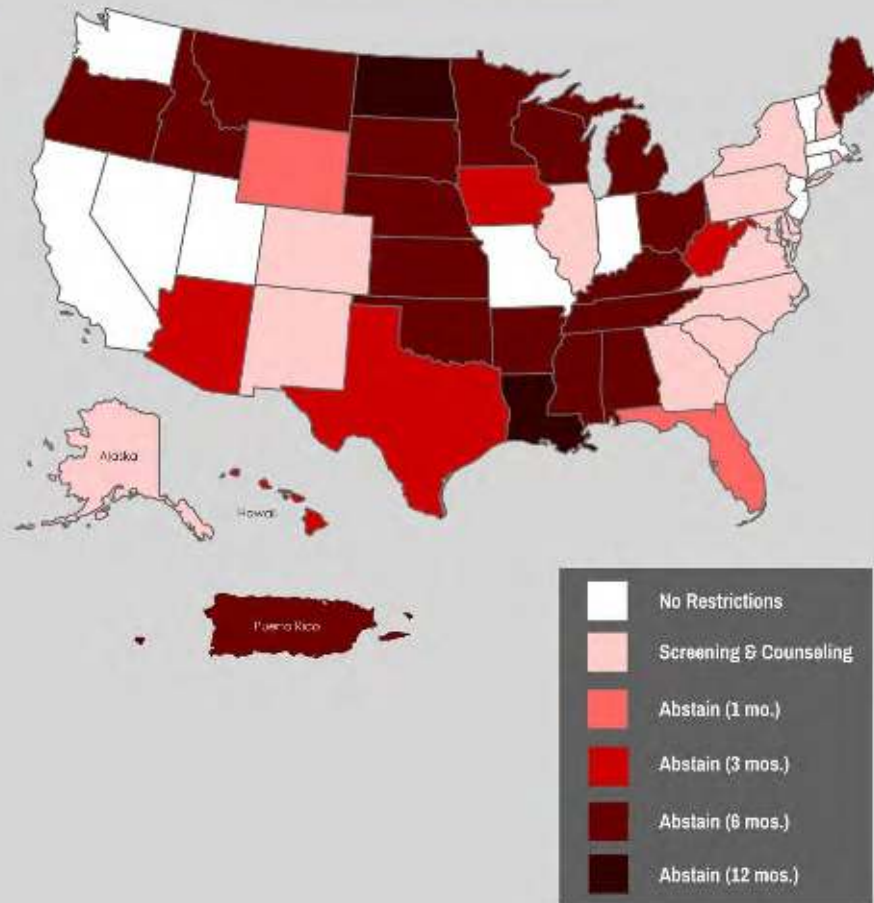 Alaska
Hawaii
Puerto Rico
No Restrictions
Screening & Counseling
Abstain (1 mo.)
Abstain (3 mos.)
Abstain (6 mos.)
Abstain (12 mos.)